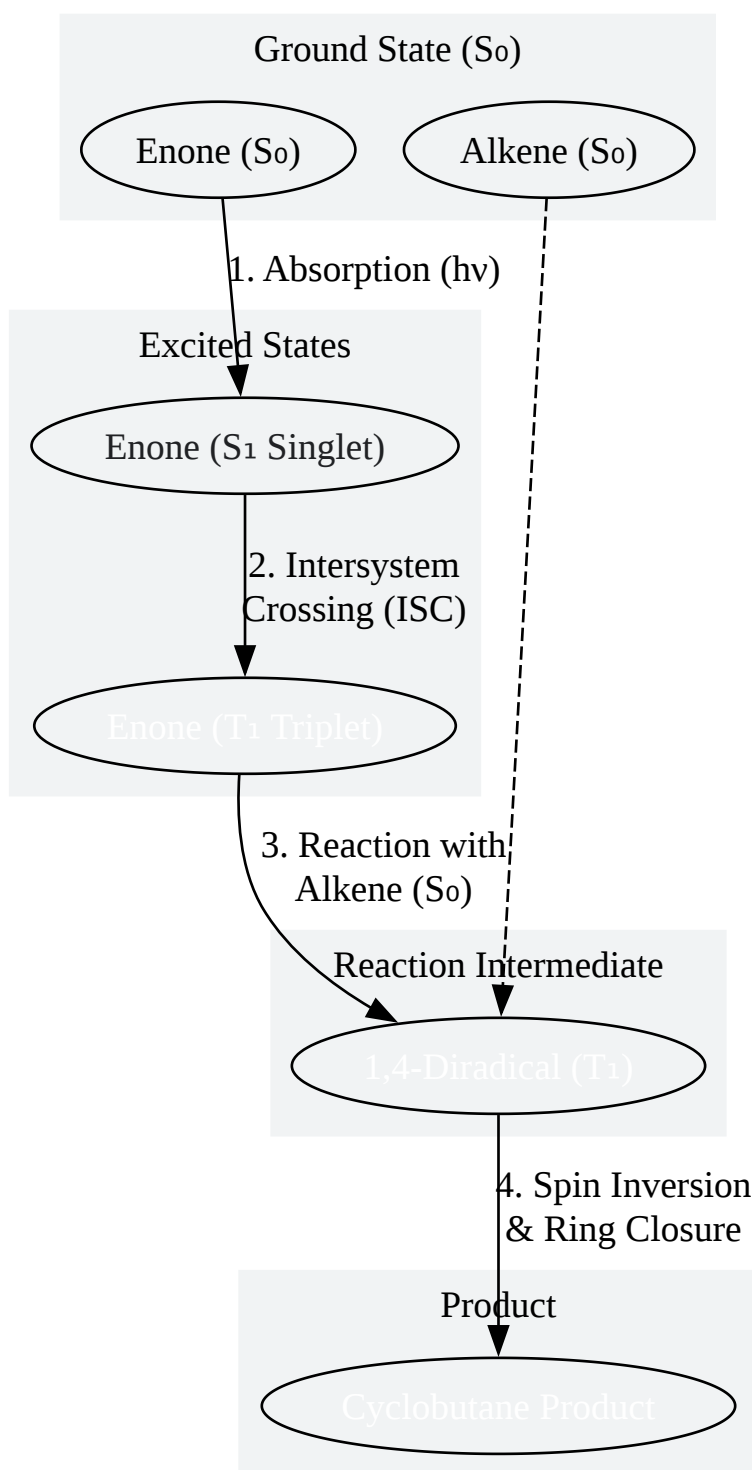 Ground State (S₀)
Enone (S₀)
Alkene (S₀)
1. Absorption (hν)
Excited States
Enone (S₁ Singlet)
2. Intersystem
Crossing (ISC)
Enone (T₁ Triplet)
3. Reaction with
Alkene (S₀)
Reaction Intermediate
1,4-Diradical (T₁)
4. Spin Inversion
& Ring Closure
Product
Cyclobutane Product